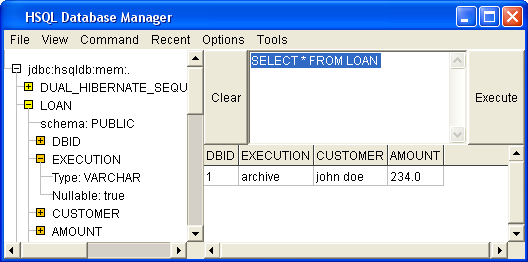 HSQL Database Manager
File View Command Recent Options Tools
jdbc:hsqldb:mem:.
DUAL_HIBERNATE_SEQU
LOAN
schema: PUBLIC
DBID
EXECUTION
Type: VARCHAR
Nullable: true
CUSTOMER
AMOUNT
Clear
SELECT * FROM LOAN
Execute
DBID EXECUTION CUSTOMER AMOUNT
1 archive john doe 234.0